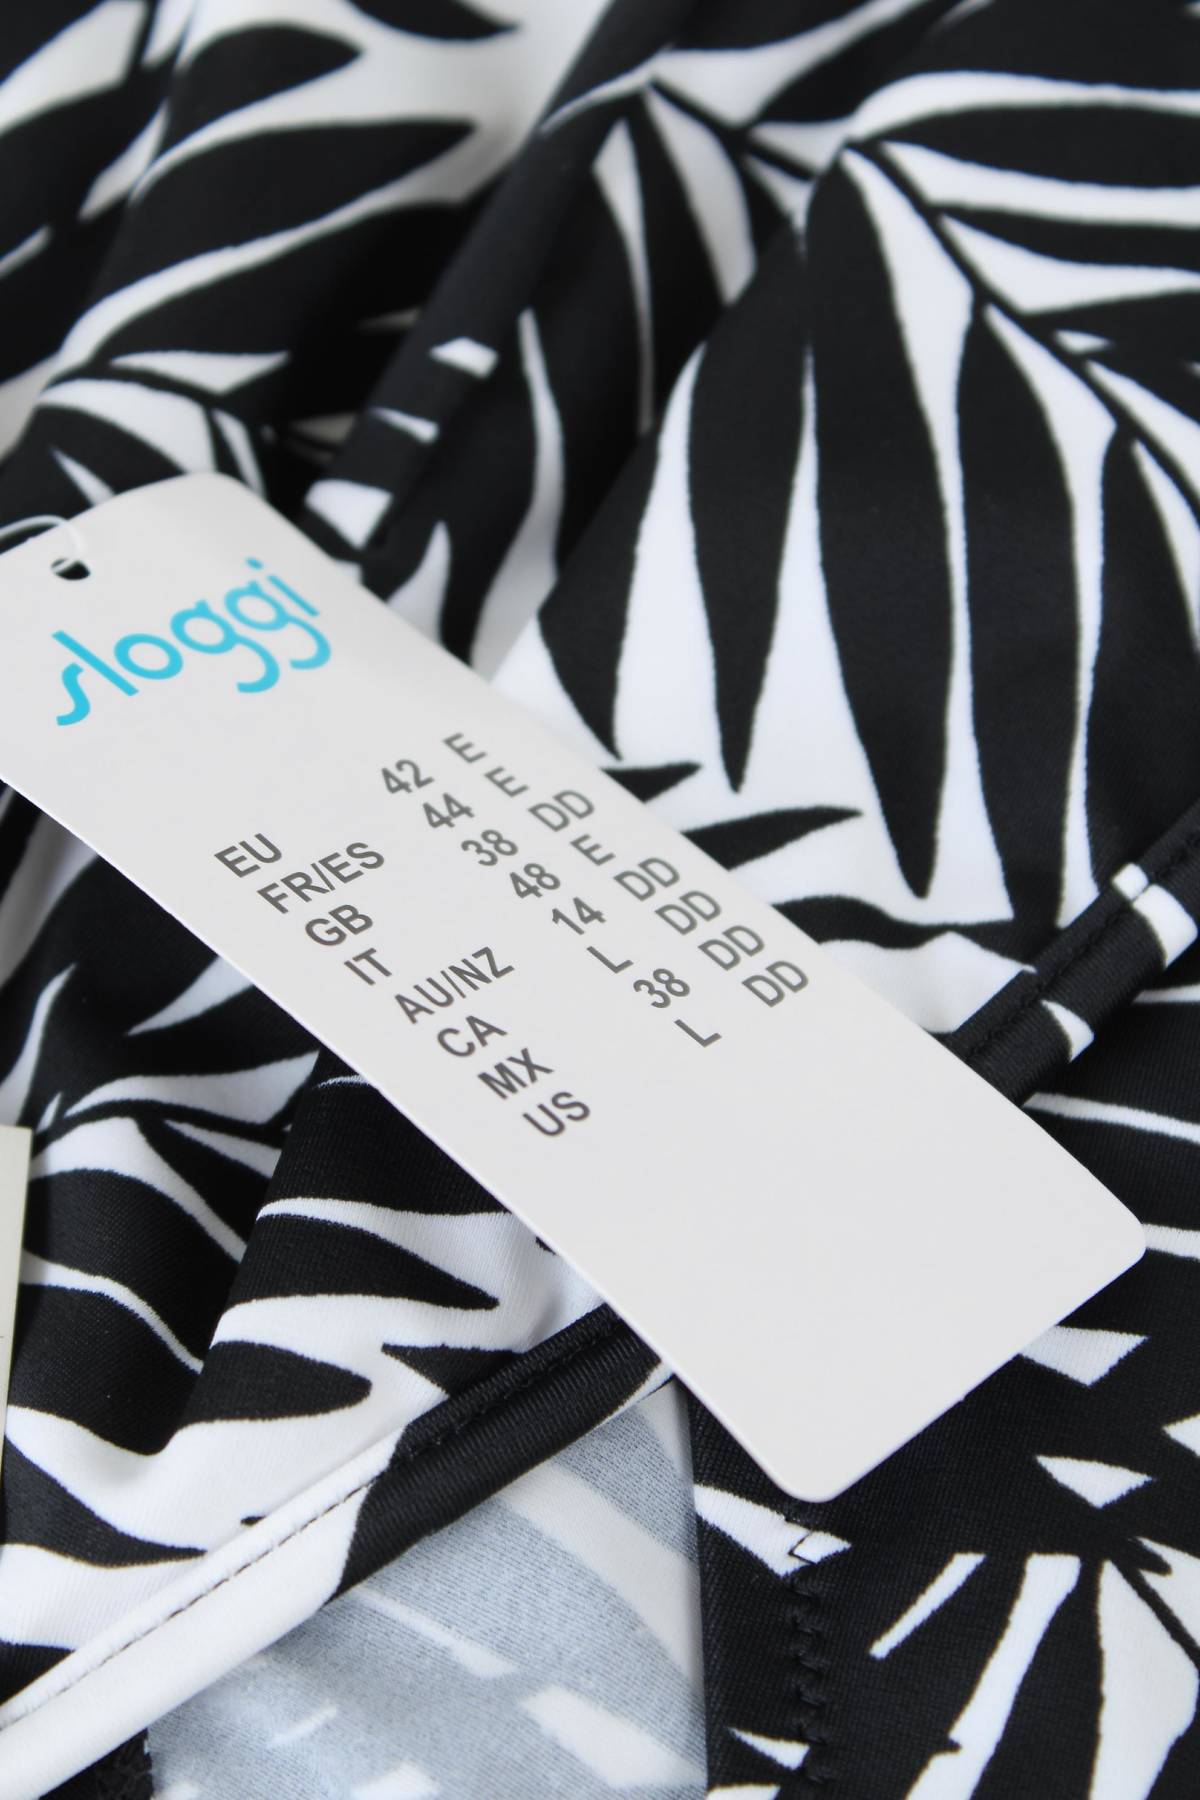 sloggi
EU 42 E
FR/ES 44 E
GB 38 DD
IT 48 E
AU/NZ 14 DD
CA L DD
MX 38 DD
US L DD